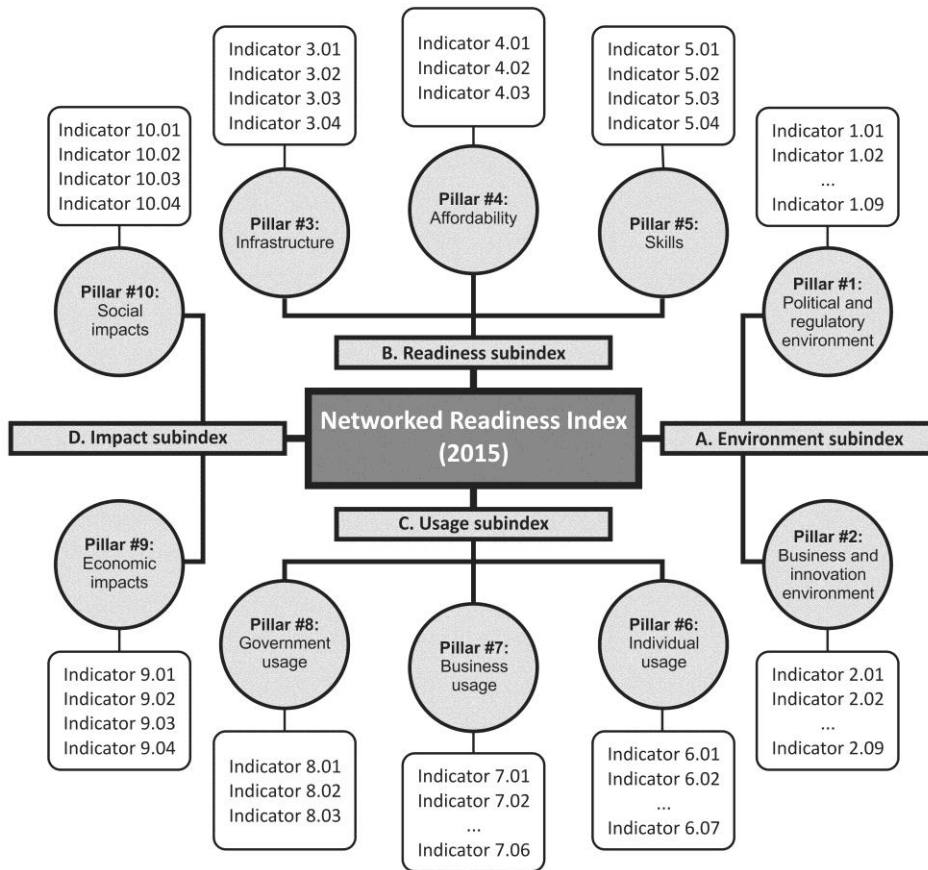 Indicator 3.01
Indicator 3.02
Indicator 3.03
Indicator 3.04
Indicator 4.01
Indicator 4.02
Indicator 4.03
Indicator 5.01
Indicator 5.02
Indicator 5.03
Indicator 5.04
Indicator 10.01
Indicator 10.02
Indicator 10.03
Indicator 10.04
Indicator 1.01
Indicator 1.02
...
Indicator 1.09
Pillar #3:
Infrastructure
Pillar #4:
Affordability
Pillar #5:
Skills
Pillar #10:
Social
impacts
Pillar #1:
Political and
regulatory
environment
B. Readiness subindex
D. Impact subindex
Networked Readiness Index
(2015)
A. Environment subindex
C. Usage subindex
Pillar #9:
Economic
impacts
Pillar #8:
Government
usage
Pillar #7:
Business
usage
Pillar #6:
Individual
usage
Pillar #2:
Business and
innovation
environment
Indicator 9.01
Indicator 9.02
Indicator 9.03
Indicator 9.04
Indicator 8.01
Indicator 8.02
Indicator 8.03
Indicator 7.01
Indicator 7.02
...
Indicator 7.06
Indicator 6.01
Indicator 6.02
...
Indicator 6.07
Indicator 2.01
Indicator 2.02
...
Indicator 2.09